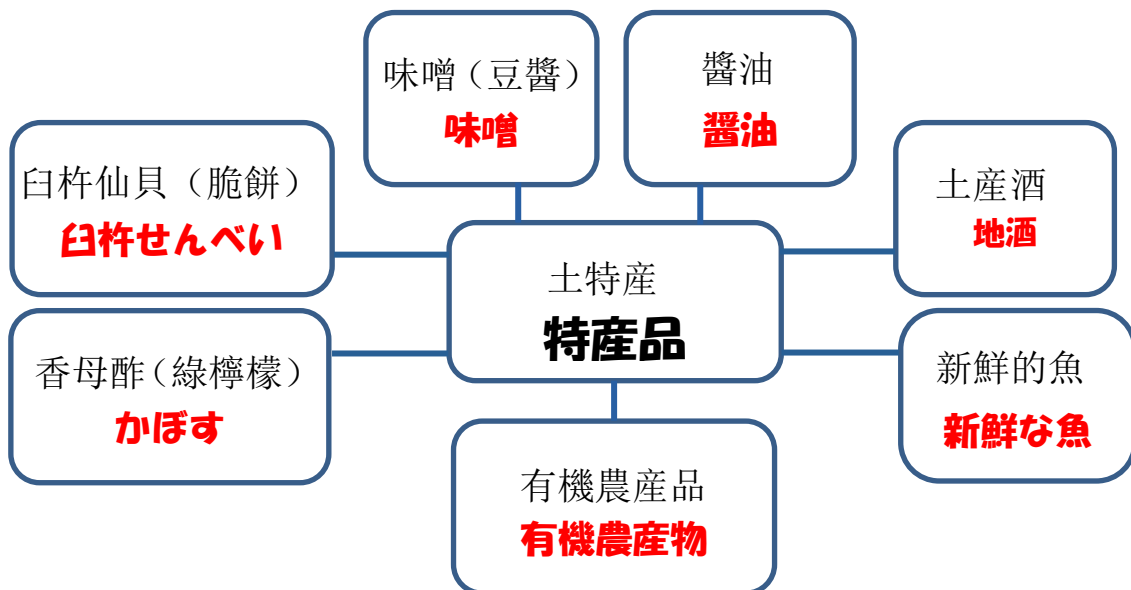 味噌（豆醬）
味噌
醬油
醤油
臼杵仙貝（脆餅）
臼杵せんべい
土産酒
地酒
土特産
特産品
香母酢（綠檸檬）
かぼす
新鮮的魚
新鮮な魚
有機農産品
有機農産物